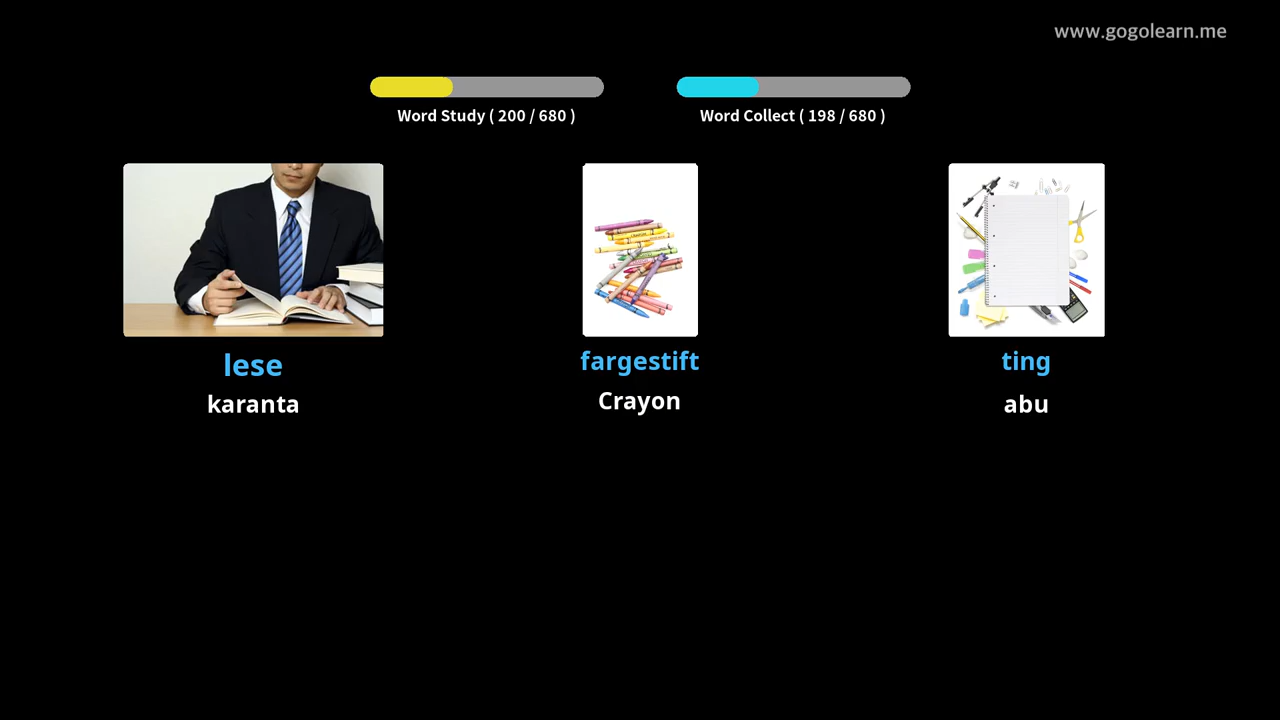 www.gogolearn.me
Word Study ( 200 / 680 )
Word Collect ( 198 / 680 )
lese
karanta
fargestift
Crayon
ting
abu